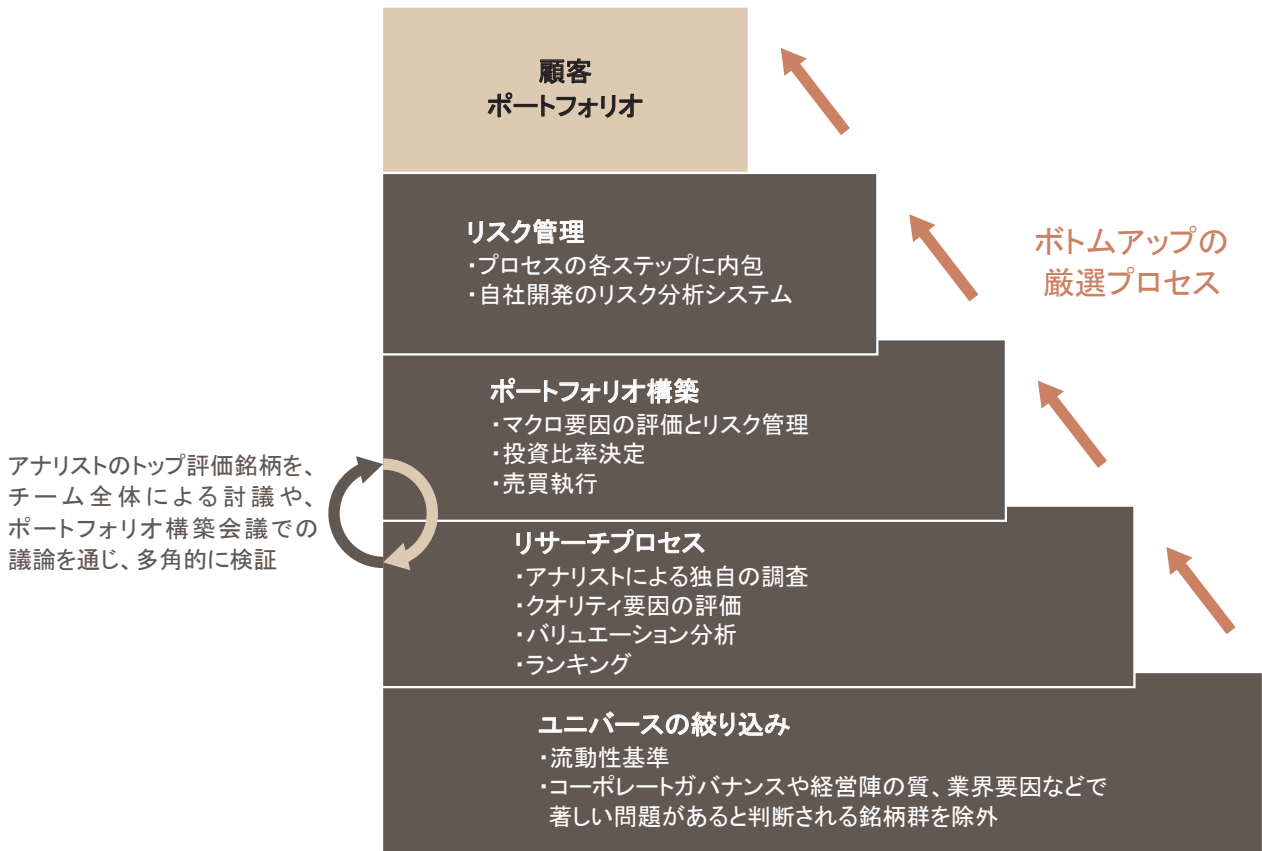 顧客
ポートフォリオ
リスク管理
・プロセスの各ステップに内包
・自社開発のリスク分析システム
ボトムアップの
厳選プロセス
ポートフォリオ構築
・マクロ要因の評価とリスク管理
・投資比率決定
・売買執行
アナリストのトップ評価銘柄を、
チーム全体による討議や、
ポートフォリオ構築会議での
議論を通じ、多角的に検証
リサーチプロセス
・アナリストによる独自の調査
・クオリティ要因の評価
・バリュエーション分析
・ランキング
ユニバースの絞り込み
・流動性基準
・コーポレートガバナンスや経営陣の質、業界要因などで
著しい問題があると判断される銘柄群を除外